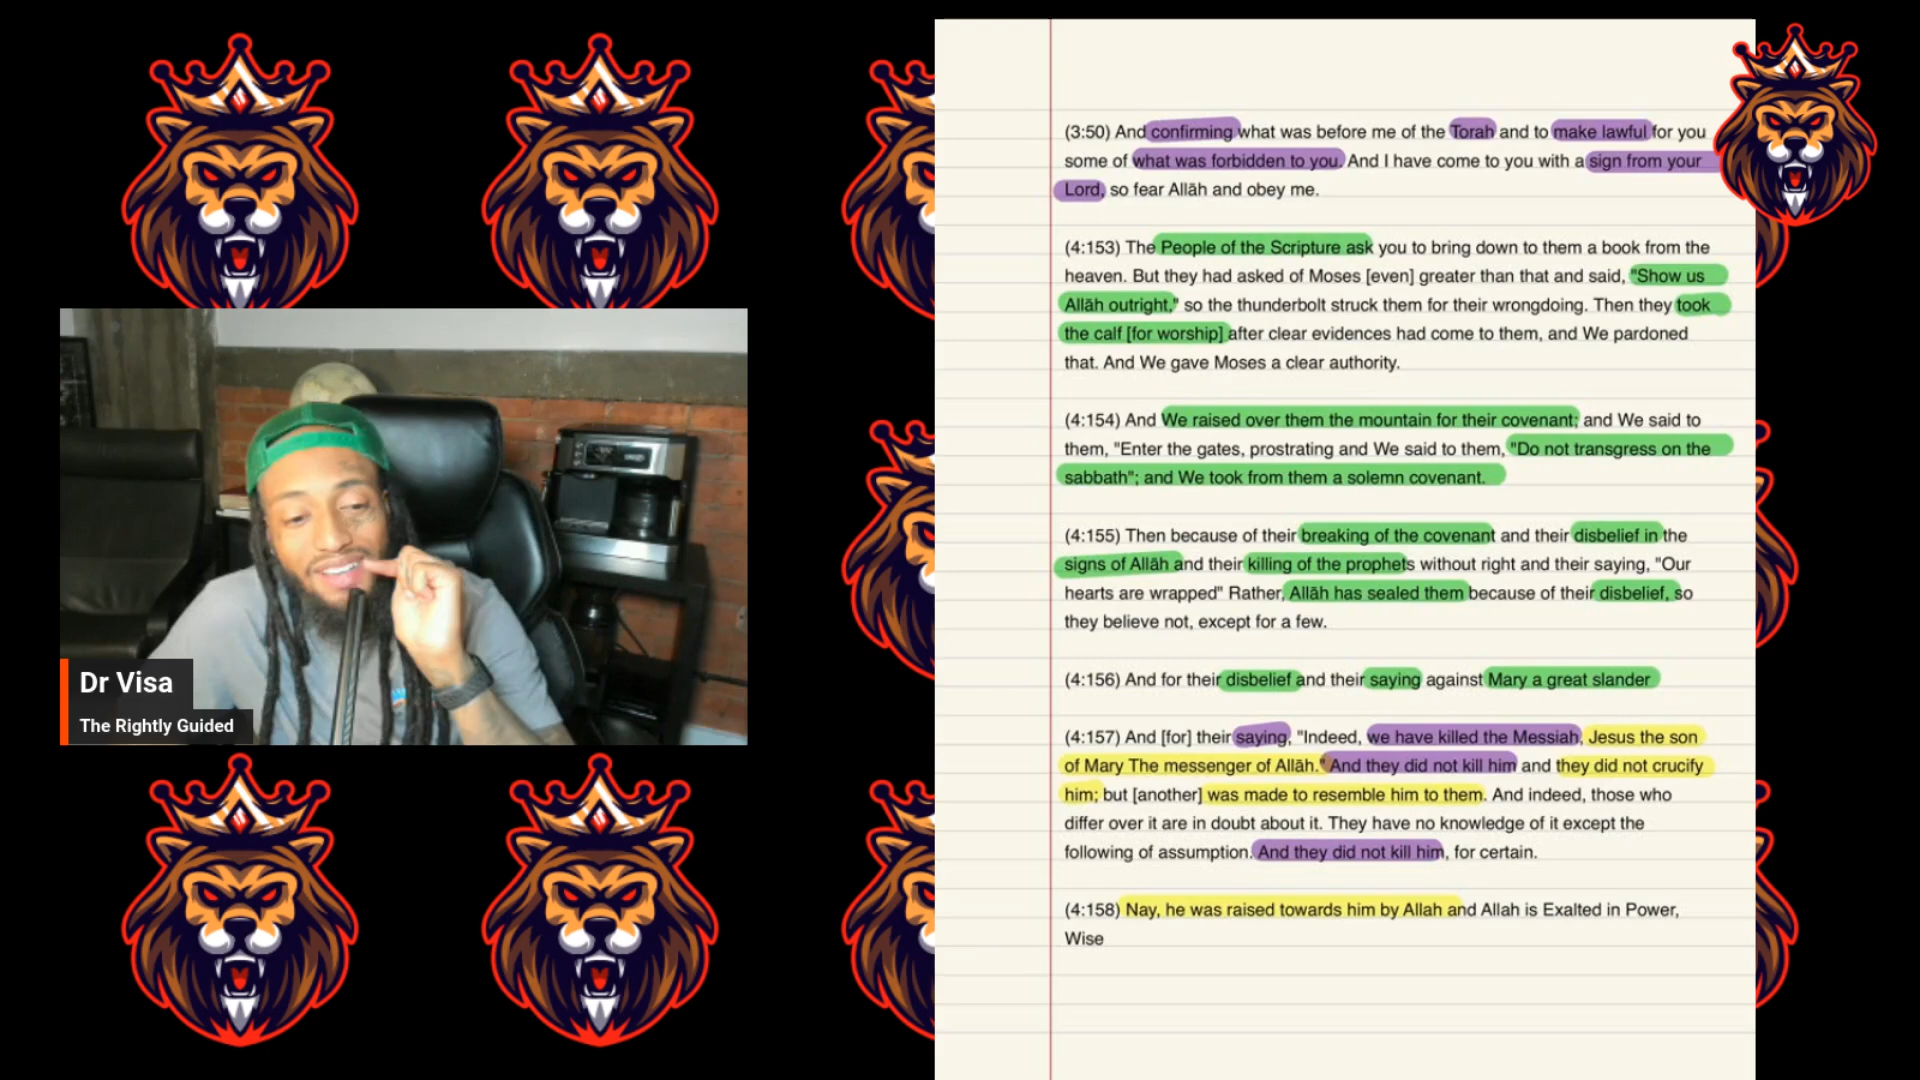 (3:50) And confirming what was before me of the Torah and to make lawful for you
some of what was forbidden to you. And I have come to you with a sign from your
Lord, so fear Allāh and obey me.
(4:153) The People of the Scripture ask you to bring down to them a book from the
heaven. But they had asked of Moses [even] greater than that and said, "Show us
Allāh outright," so the thunderbolt struck them for their wrongdoing. Then they took
the calf [for worship] after clear evidences had come to them, and We pardoned
that. And We gave Moses a clear authority.
(4:154) And We raised over them the mountain for their covenant; and We said to
them, "Enter the gates, prostrating and We said to them, "Do not transgress on the
sabbath"; and We took from them a solemn covenant.
(4:155) Then because of their breaking of the covenant and their disbelief in the
signs of Allāh and their killing of the prophets without right and their saying, "Our
hearts are wrapped" Rather, Allāh has sealed them because of their disbelief, so
they believe not, except for a few.
(4:156) And for their disbelief and their saying against Mary a great slander
(4:157) And [for] their saying, "Indeed, we have killed the Messiah, Jesus the son
of Mary The messenger of Allāh." And they did not kill him and they did not crucify
him; but [another] was made to resemble him to them. And indeed, those who
differ over it are in doubt about it. They have no knowledge of it except the
following of assumption. And they did not kill him, for certain.
(4:158) Nay, he was raised towards him by Allah and Allah is Exalted in Power,
Wise
Dr Visa
The Rightly Guided